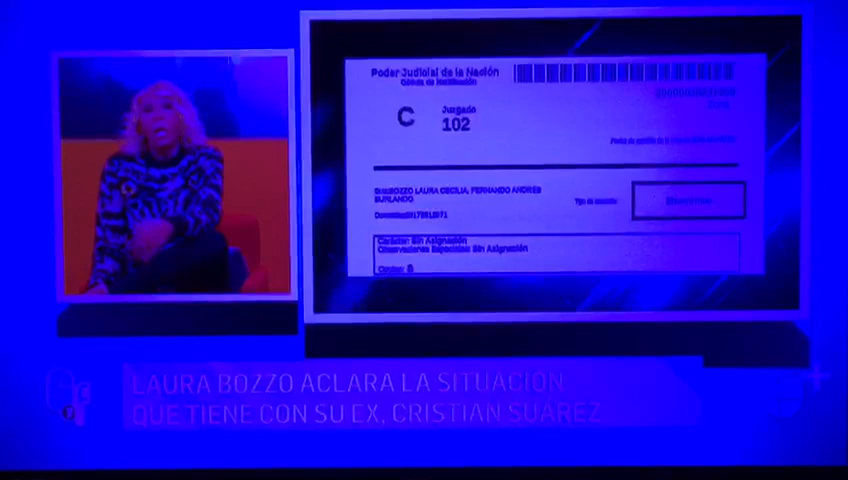 Poder Judicial de la Nación
Cédula de Notificación
C
Juzgado
102
BOZZO LAURA CECILIA, FERNANDO ANDRES
BURLANDO
Carácter: Sin Asignación
Observaciones Especiales: Sin Asignación
Copias: S
LAURA BOZZO ACLARA LA SITUACIÓN
QUE TIENE CON SU EX, CRISTIAN SUÁREZ